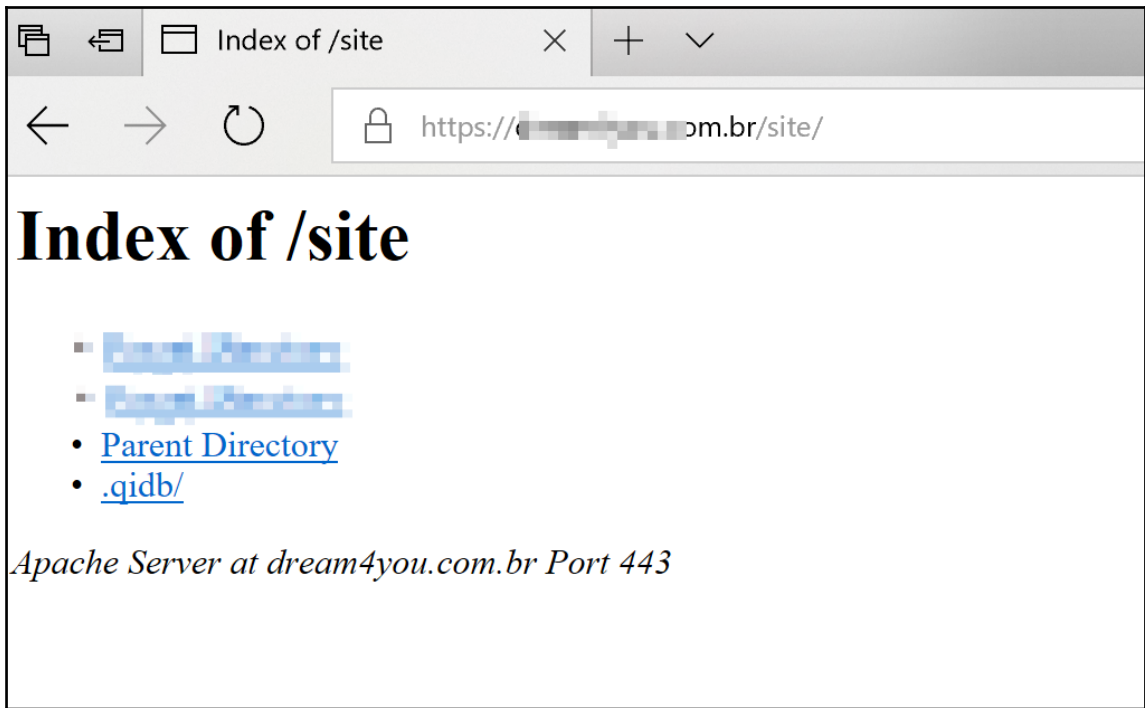 Index of /site
https://om.br/site/
Index of /site
Parent Directory
.qidb/
Apache Server at dream4you.com.br Port 443